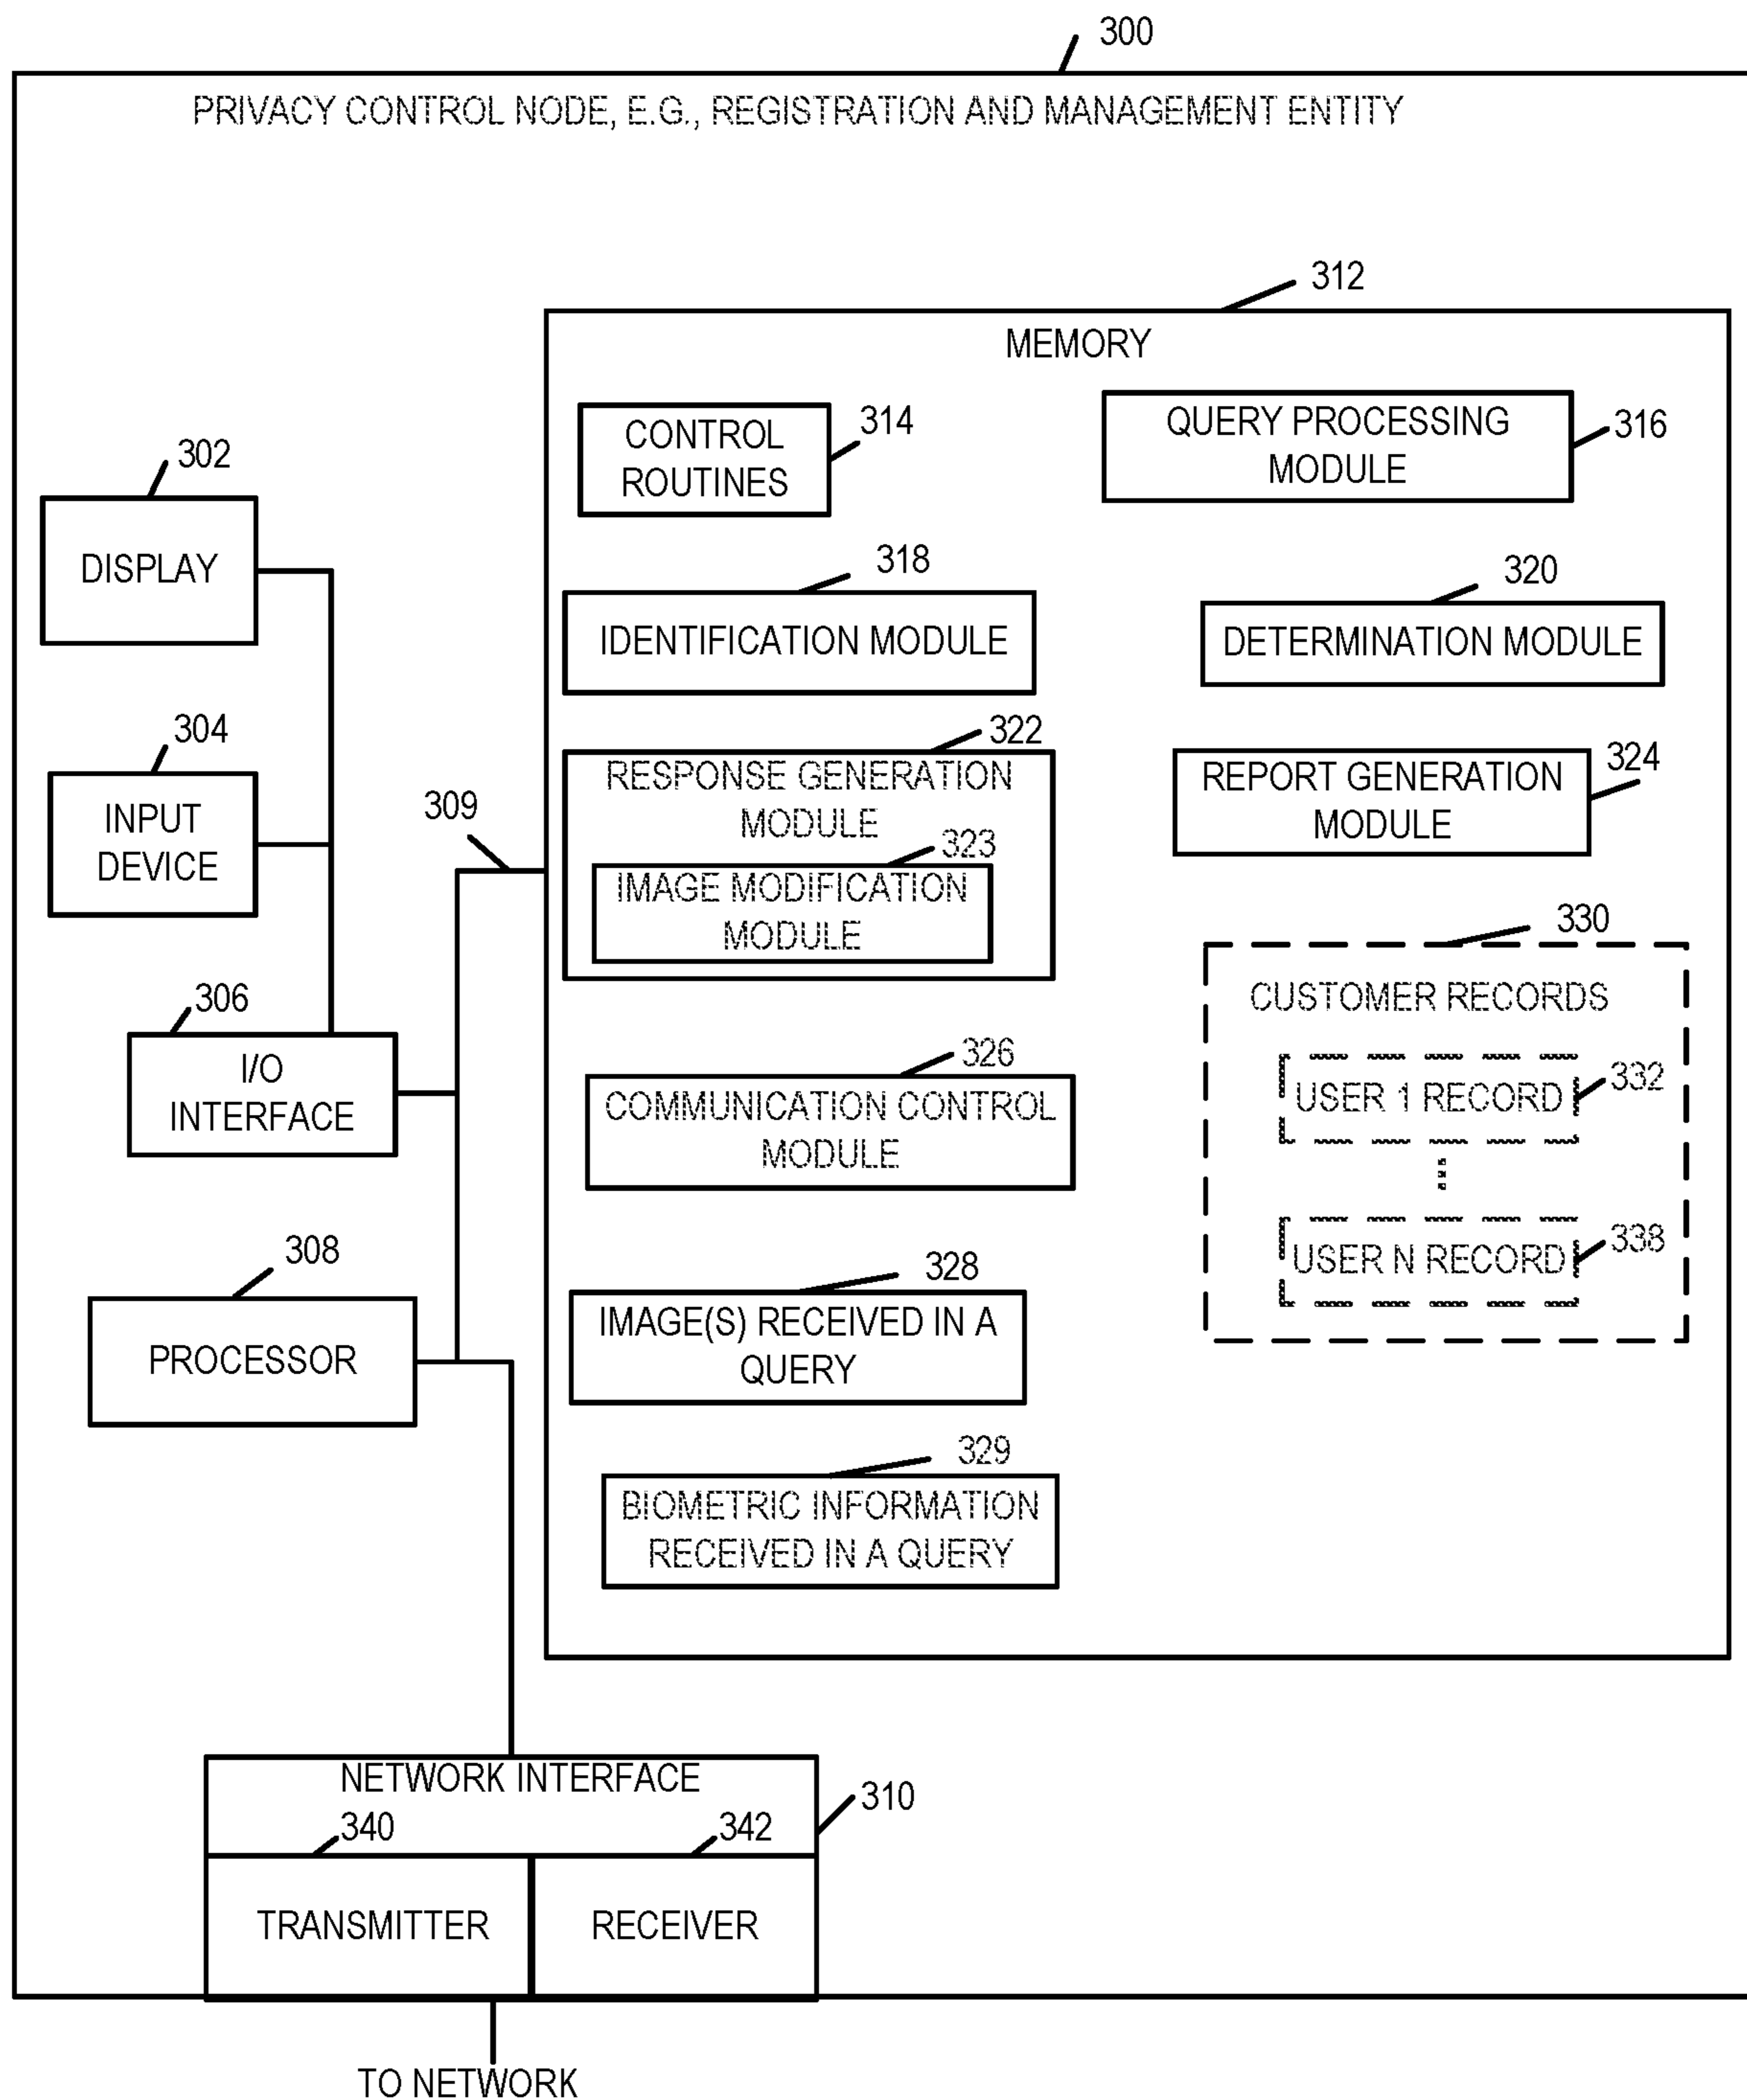 300
PRIVACY CONTROL NODE, E.G., REGISTRATION AND MANAGEMENT ENTITY
312
MEMORY
CONTROL
ROUTINES
314
QUERY PROCESSING
MODULE
316
302
DISPLAY
318
IDENTIFICATION MODULE
320
DETERMINATION MODULE
304
INPUT
DEVICE
322
RESPONSE GENERATION
MODULE
323
IMAGE MODIFICATION
MODULE
REPORT GENERATION
MODULE
324
309
330
CUSTOMER RECORDS
USER 1 RECORD
332
USER N RECORD
338
306
I/O
INTERFACE
326
COMMUNICATION CONTROL
MODULE
308
PROCESSOR
328
IMAGE(S) RECEIVED IN A
QUERY
329
BIOMETRIC INFORMATION
RECEIVED IN A QUERY
NETWORK INTERFACE
310
340
342
TRANSMITTER
RECEIVER
TO NETWORK